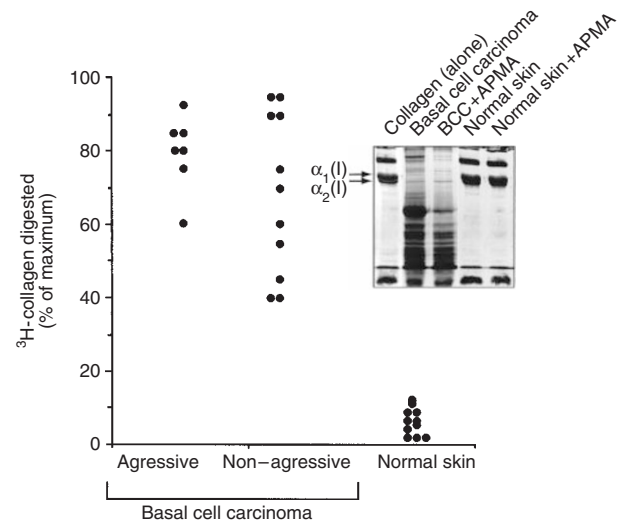 Collagen (alone)
Basal cell carcinoma
BCC+APMA
Normal skin
Normal skin+APMA
α₁(I)
α₂(I)
³H-collagen digested
(% of maximum)
100
80
60
40
20
0
Agressive
Non–agressive
Normal skin
Basal cell carcinoma